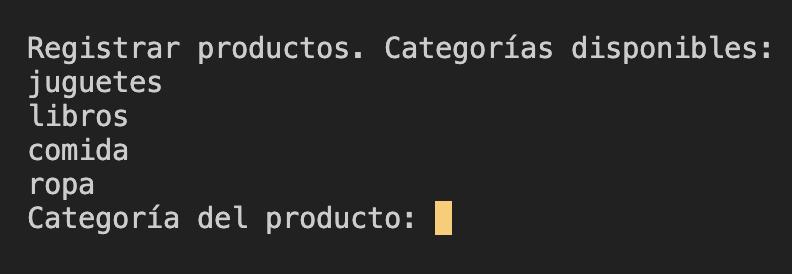 Registrar productos. Categorías disponibles:
juguetes
libros
comida
ropa
Categoría del producto: